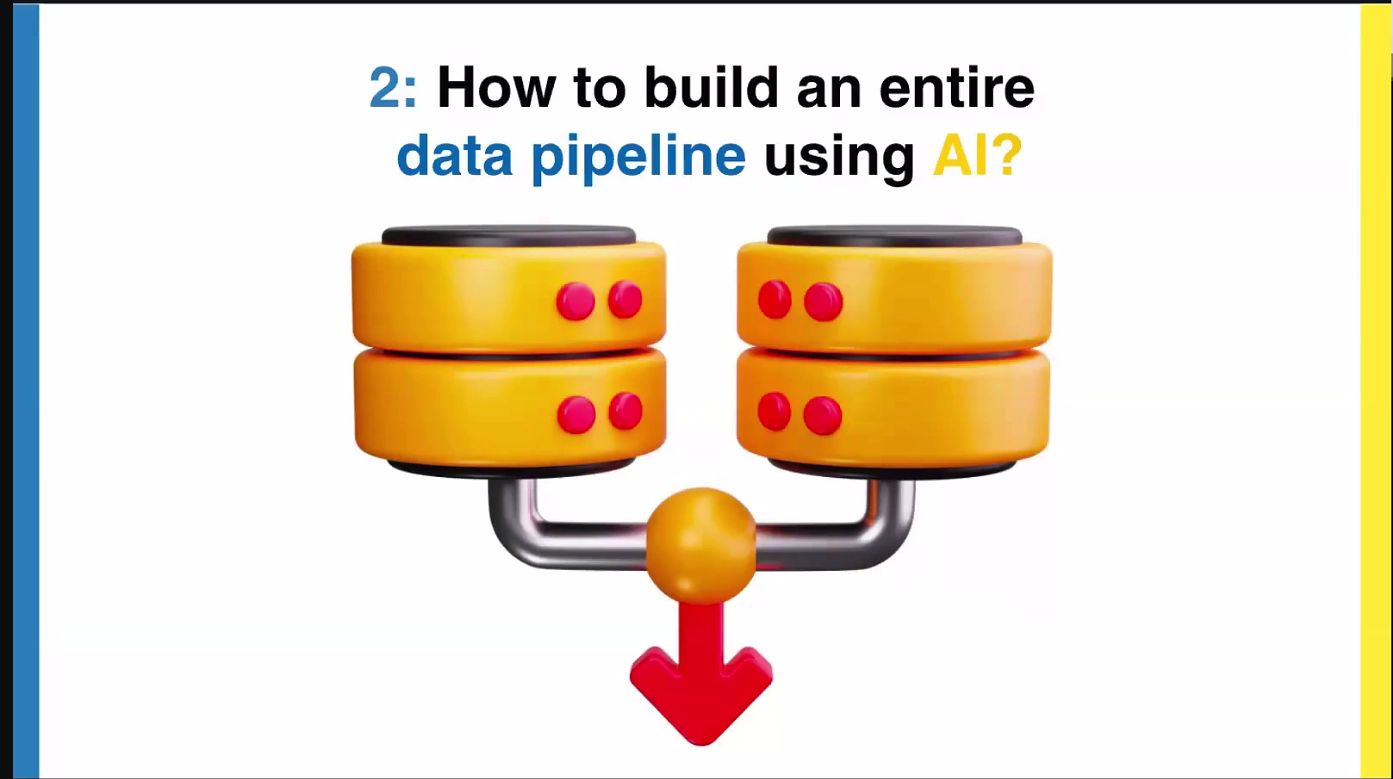 2: How to build an entire
data pipeline using AI?